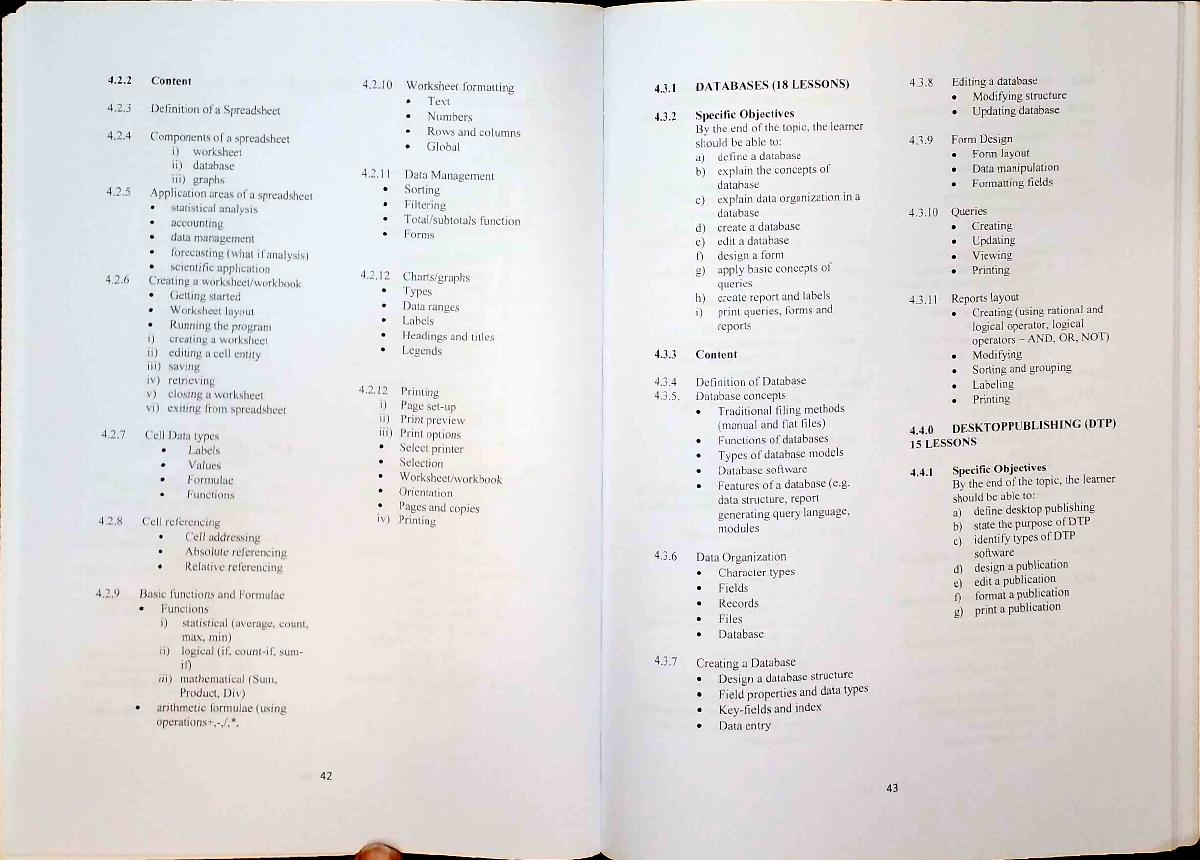 4.2.2 Content
4.2.3 Definition of a Spreadsheet
4.2.4 Components of a spreadsheet
i) worksheet
ii) database
iii) graphs
4.2.5 Application areas of a spreadsheet
• statistical analysis
• accounting
• data management
• forecasting (what if analysis)
• scientific application
4.2.6 Creating a worksheet/workbook
• Getting started
• Worksheet layout
• Running the program
i) creating a worksheet
ii) editing a cell entity
iii) saving
iv) retrieving
v) closing a worksheet
vi) exiting from spreadsheet
4.2.7 Cell Data types
• Labels
• Values
• Formulae
• Functions
4.2.8 Cell referencing
• Cell addressing
• Absolute referencing
• Relative referencing
4.2.9 Basic functions and Formulae
• Functions
i) statistical (average, count,
max, min)
ii) logical (if, count-if, sum-
if)
iii) mathematical (Sum,
Product, Div)
• arithmetic formulae (using
operations+,-,/,*,
4.2.10 Worksheet formatting
• Text
• Numbers
• Rows and columns
• Global
4.2.11 Data Management
• Sorting
• Filtering
• Total/subtotals function
• Forms
4.2.12 Charts/graphs
• Types
• Data ranges
• Labels
• Headings and titles
• Legends
4.2.12 Printing
i) Page set-up
ii) Print preview
iii) Print options
• Select printer
• Selection
• Worksheet/workbook
• Orientation
• Pages and copies
iv) Printing
42
4.3.1 DATABASES (18 LESSONS)
4.3.2 Specific Objectives
By the end of the topic, the learner
should be able to:
a) define a database
b) explain the concepts of
database
c) explain data organization in a
database
d) create a database
e) edit a database
f) design a form
g) apply basic concepts of
queries
h) create report and labels
i) print queries, forms and
reports
4.3.3 Content
4.3.4 Definition of Database
4.3.5. Database concepts
• Traditional filing methods
(manual and flat files)
• Functions of databases
• Types of database models
• Database software
• Features of a database (e.g.
data structure, report
generating query language,
modules
4.3.6 Data Organization
• Character types
• Fields
• Records
• Files
• Database
4.3.7 Creating a Database
• Design a database structure
• Field properties and data types
• Key-fields and index
• Data entry
4.3.8 Editing a database
• Modifying structure
• Updating database
4.3.9 Form Design
• Form layout
• Data manipulation
• Formatting fields
4.3.10 Queries
• Creating
• Updating
• Viewing
• Printing
4.3.11 Reports layout
• Creating (using rational and
logical operator, logical
operators – AND, OR, NOT)
• Modifying
• Sorting and grouping
• Labeling
• Printing
4.4.0 DESKTOPPUBLISHING (DTP)
15 LESSONS
4.4.1 Specific Objectives
By the end of the topic, the learner
should be able to:
a) define desktop publishing
b) state the purpose of DTP
c) identify types of DTP
software
d) design a publication
e) edit a publication
f) format a publication
g) print a publication
43